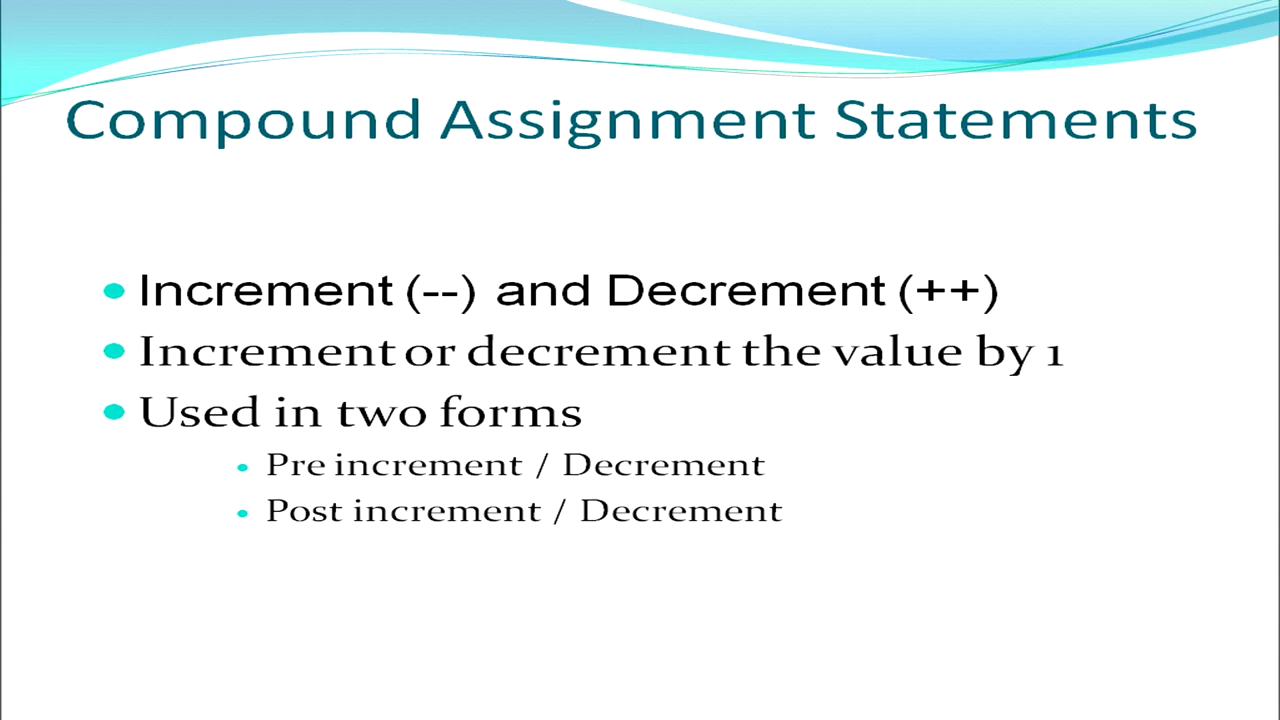 Compound Assignment Statements
Increment (--) and Decrement (++)
Increment or decrement the value by 1
Used in two forms
Pre increment / Decrement
Post increment / Decrement